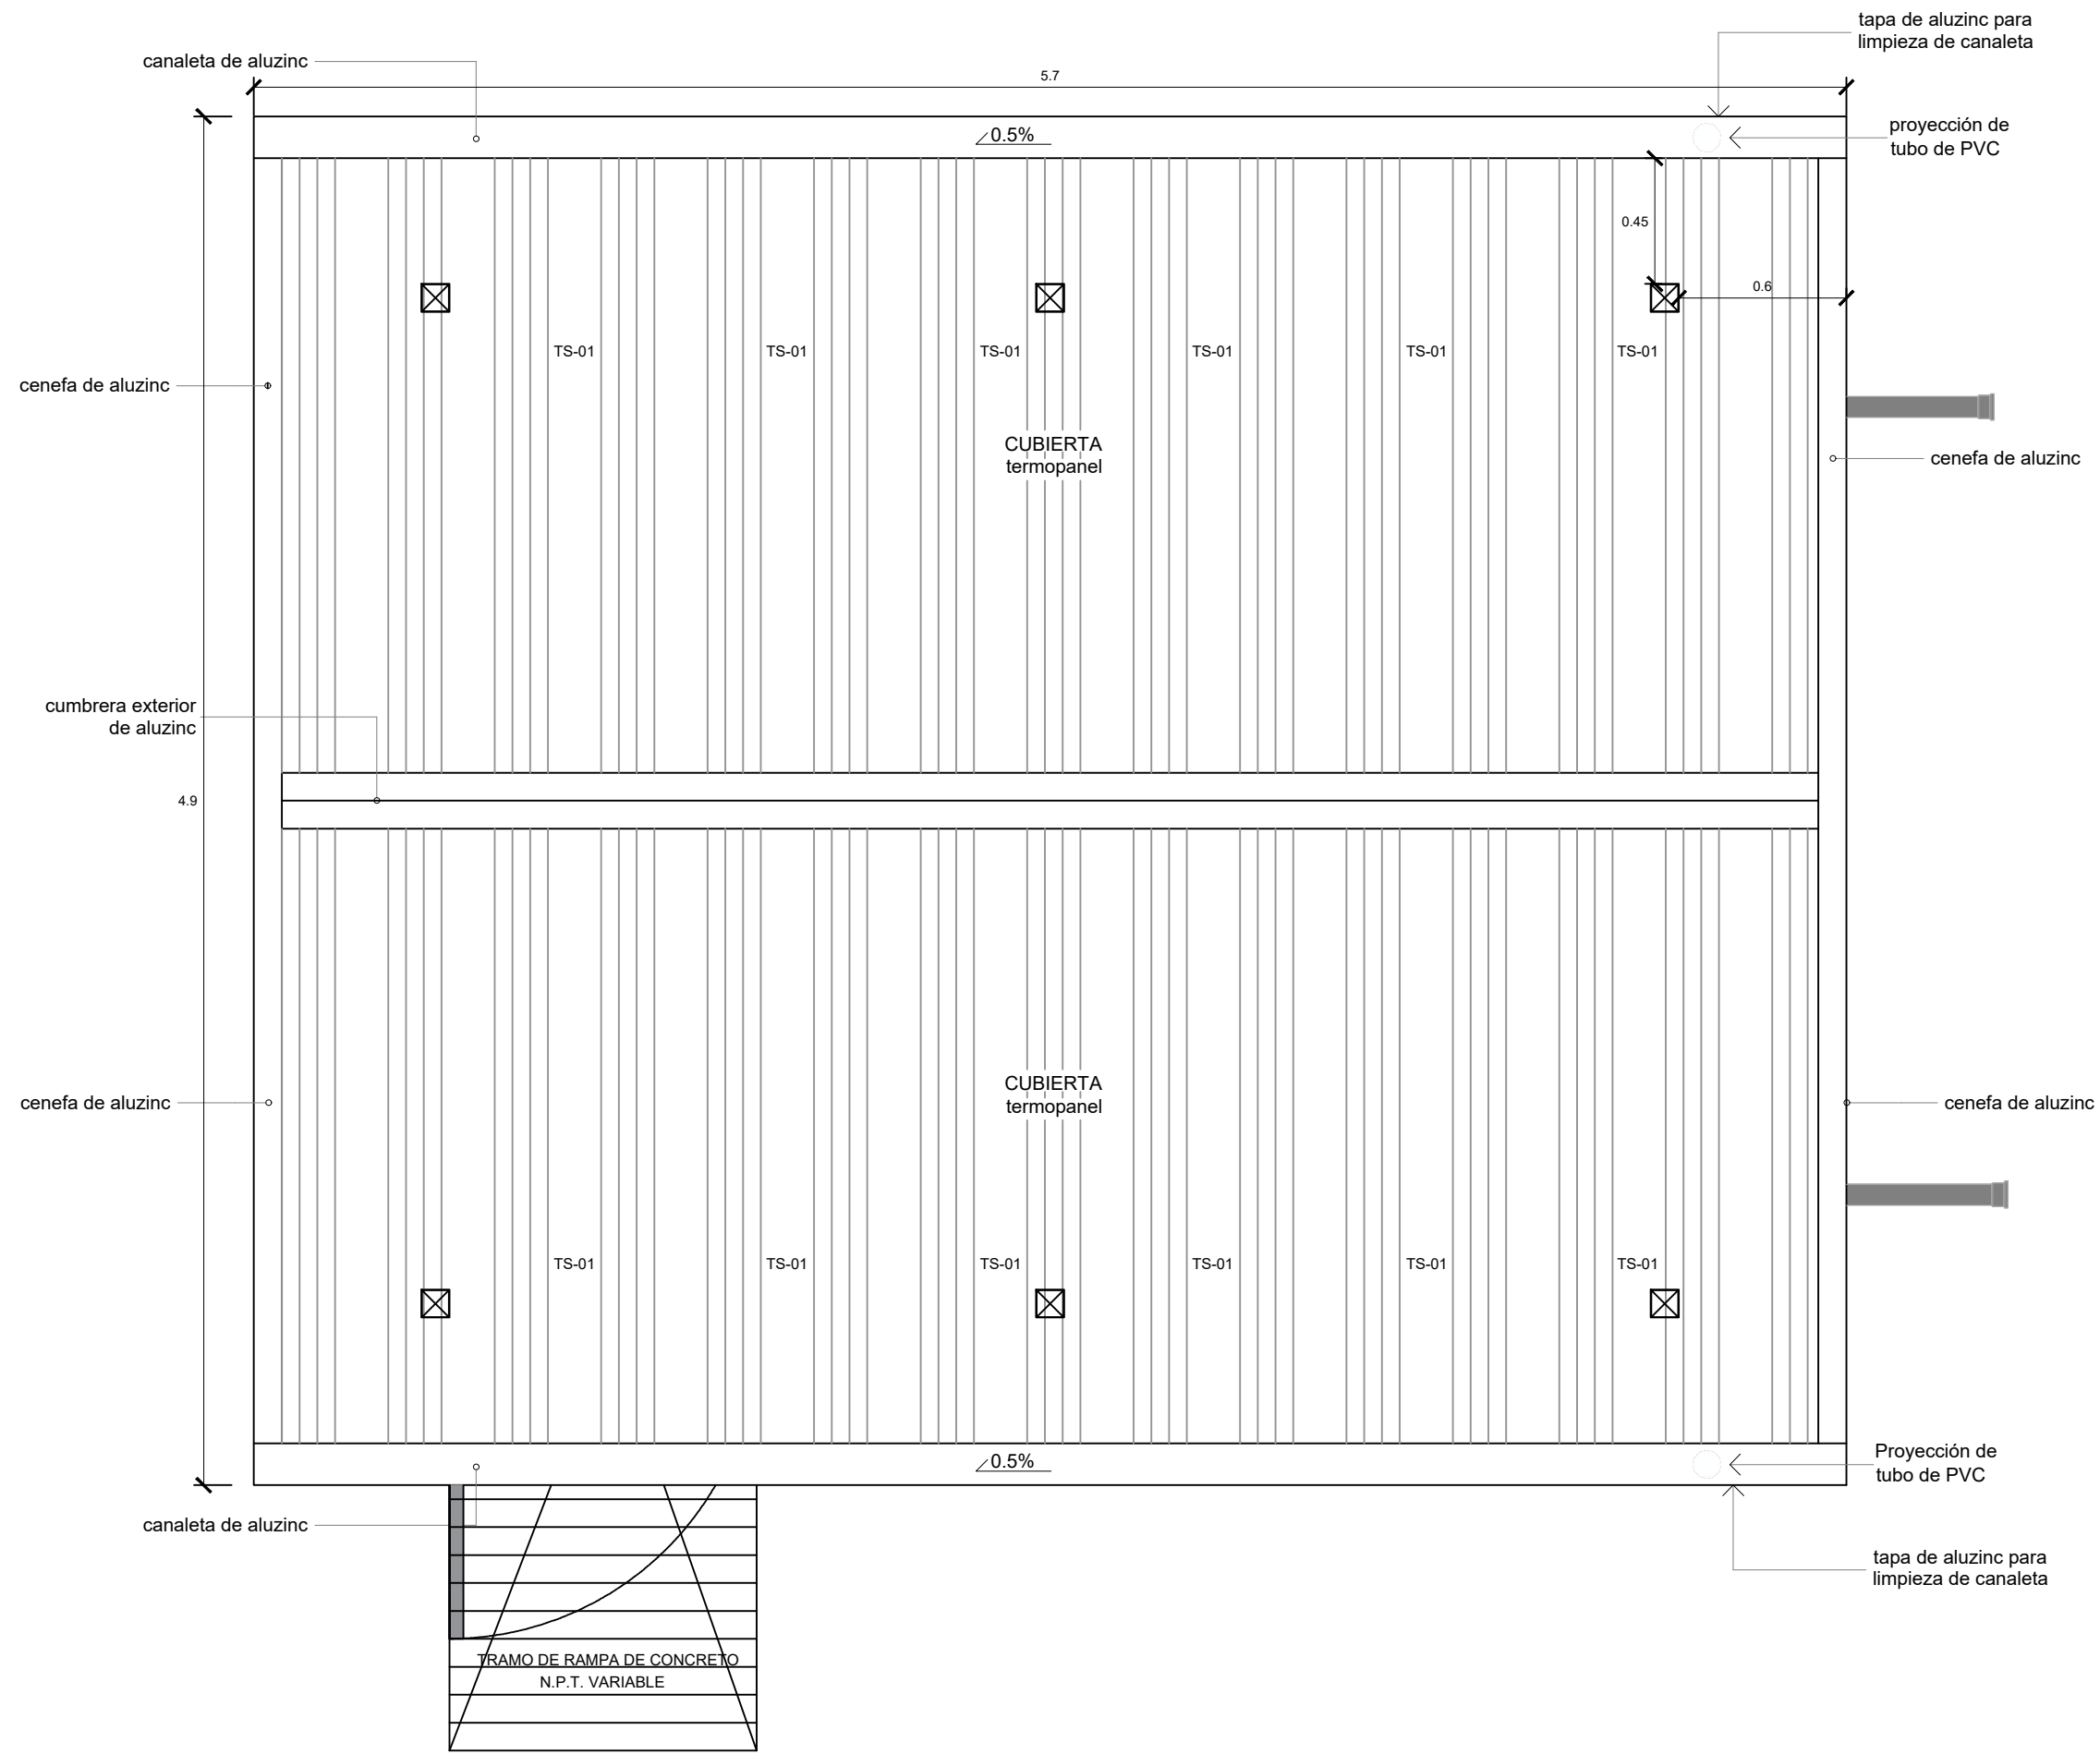 tapa de aluzinc para
limpieza de canaleta
canaleta de aluzinc
5.7
0.5%
proyección de
tubo de PVC
0.45
0.6
TS-01 TS-01 TS-01 TS-01 TS-01 TS-01
cenefa de aluzinc
CUBIERTA
termopanel
cenefa de aluzinc
cumbrera exterior
de aluzinc
4.9
CUBIERTA
termopanel
cenefa de aluzinc
cenefa de aluzinc
TS-01 TS-01 TS-01 TS-01 TS-01 TS-01
0.5%
Proyección de
tubo de PVC
canaleta de aluzinc
tapa de aluzinc para
limpieza de canaleta
TRAMO DE RAMPA DE CONCRETO
N.P.T. VARIABLE